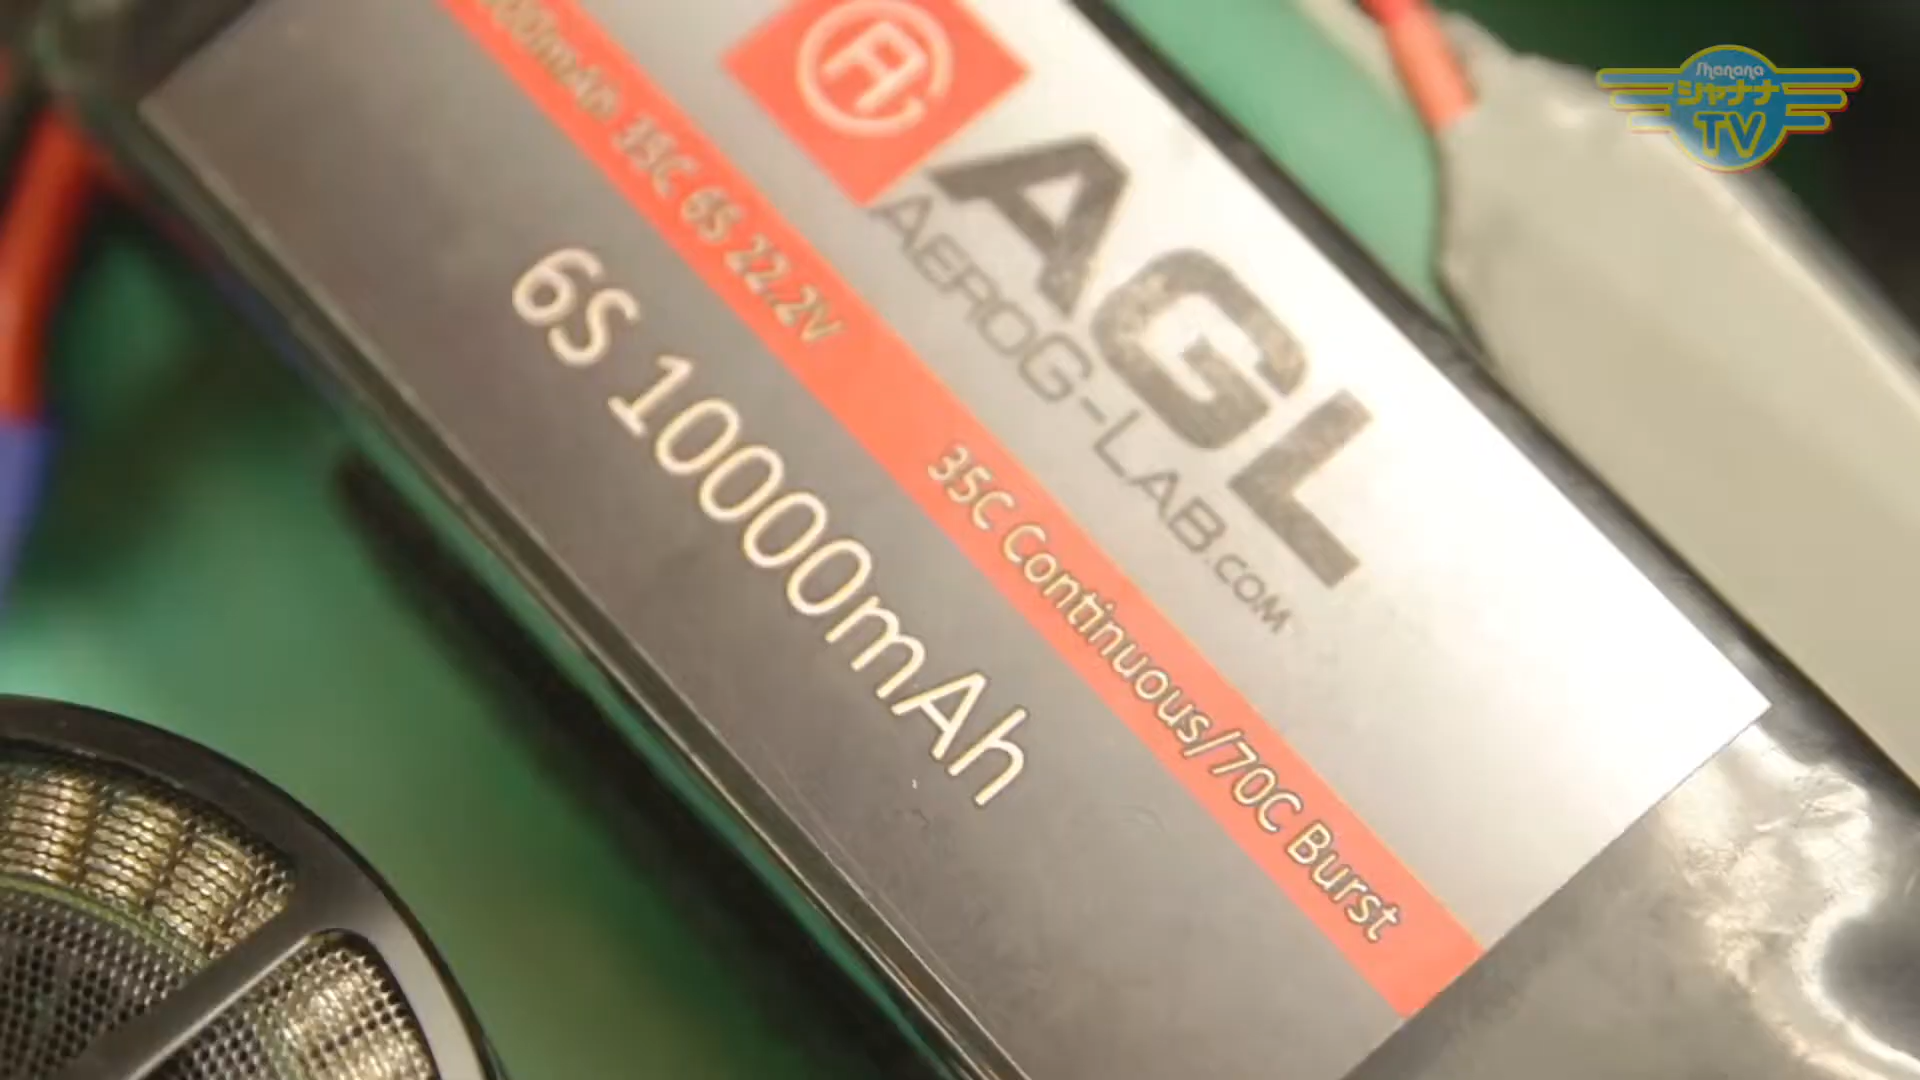 AGL
AEROG-LAB.COM
35C 6S 22.2V
35C Continuous/70C Burst
6S 10000mAh
Shanana
シャナナ
TV